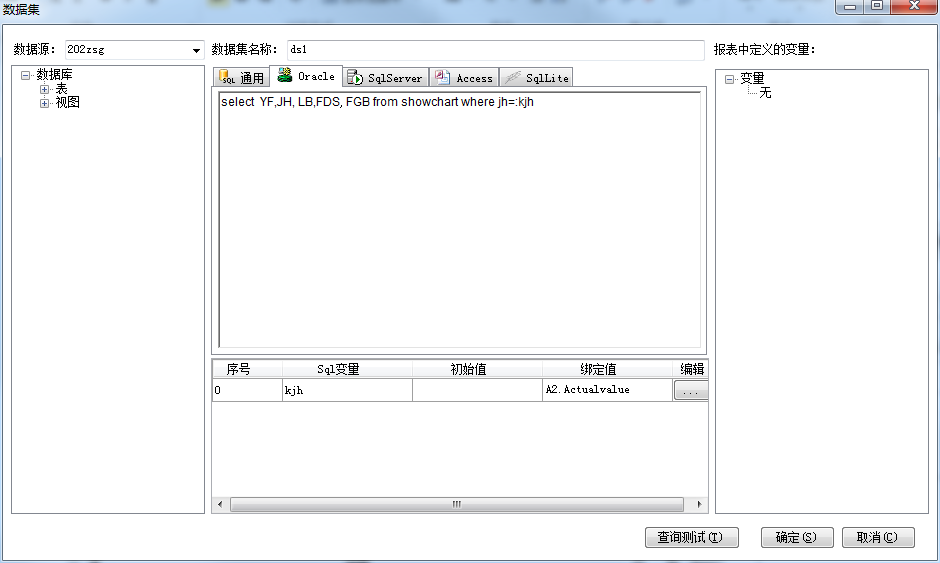 数据集
数据源： 202zsg 数据集名称： ds1 报表中定义的变量：
数据库
表
视图
通用 Oracle SqlServer Access SqlLite
select YF,JH, LB,FDS, FGB from showchart where jh=:kjh
变量
无
序号 Sql变量 初始值 绑定值 编辑
0 kjh A2.Actualvalue ...
查询测试(T) 确定(S) 取消(C)